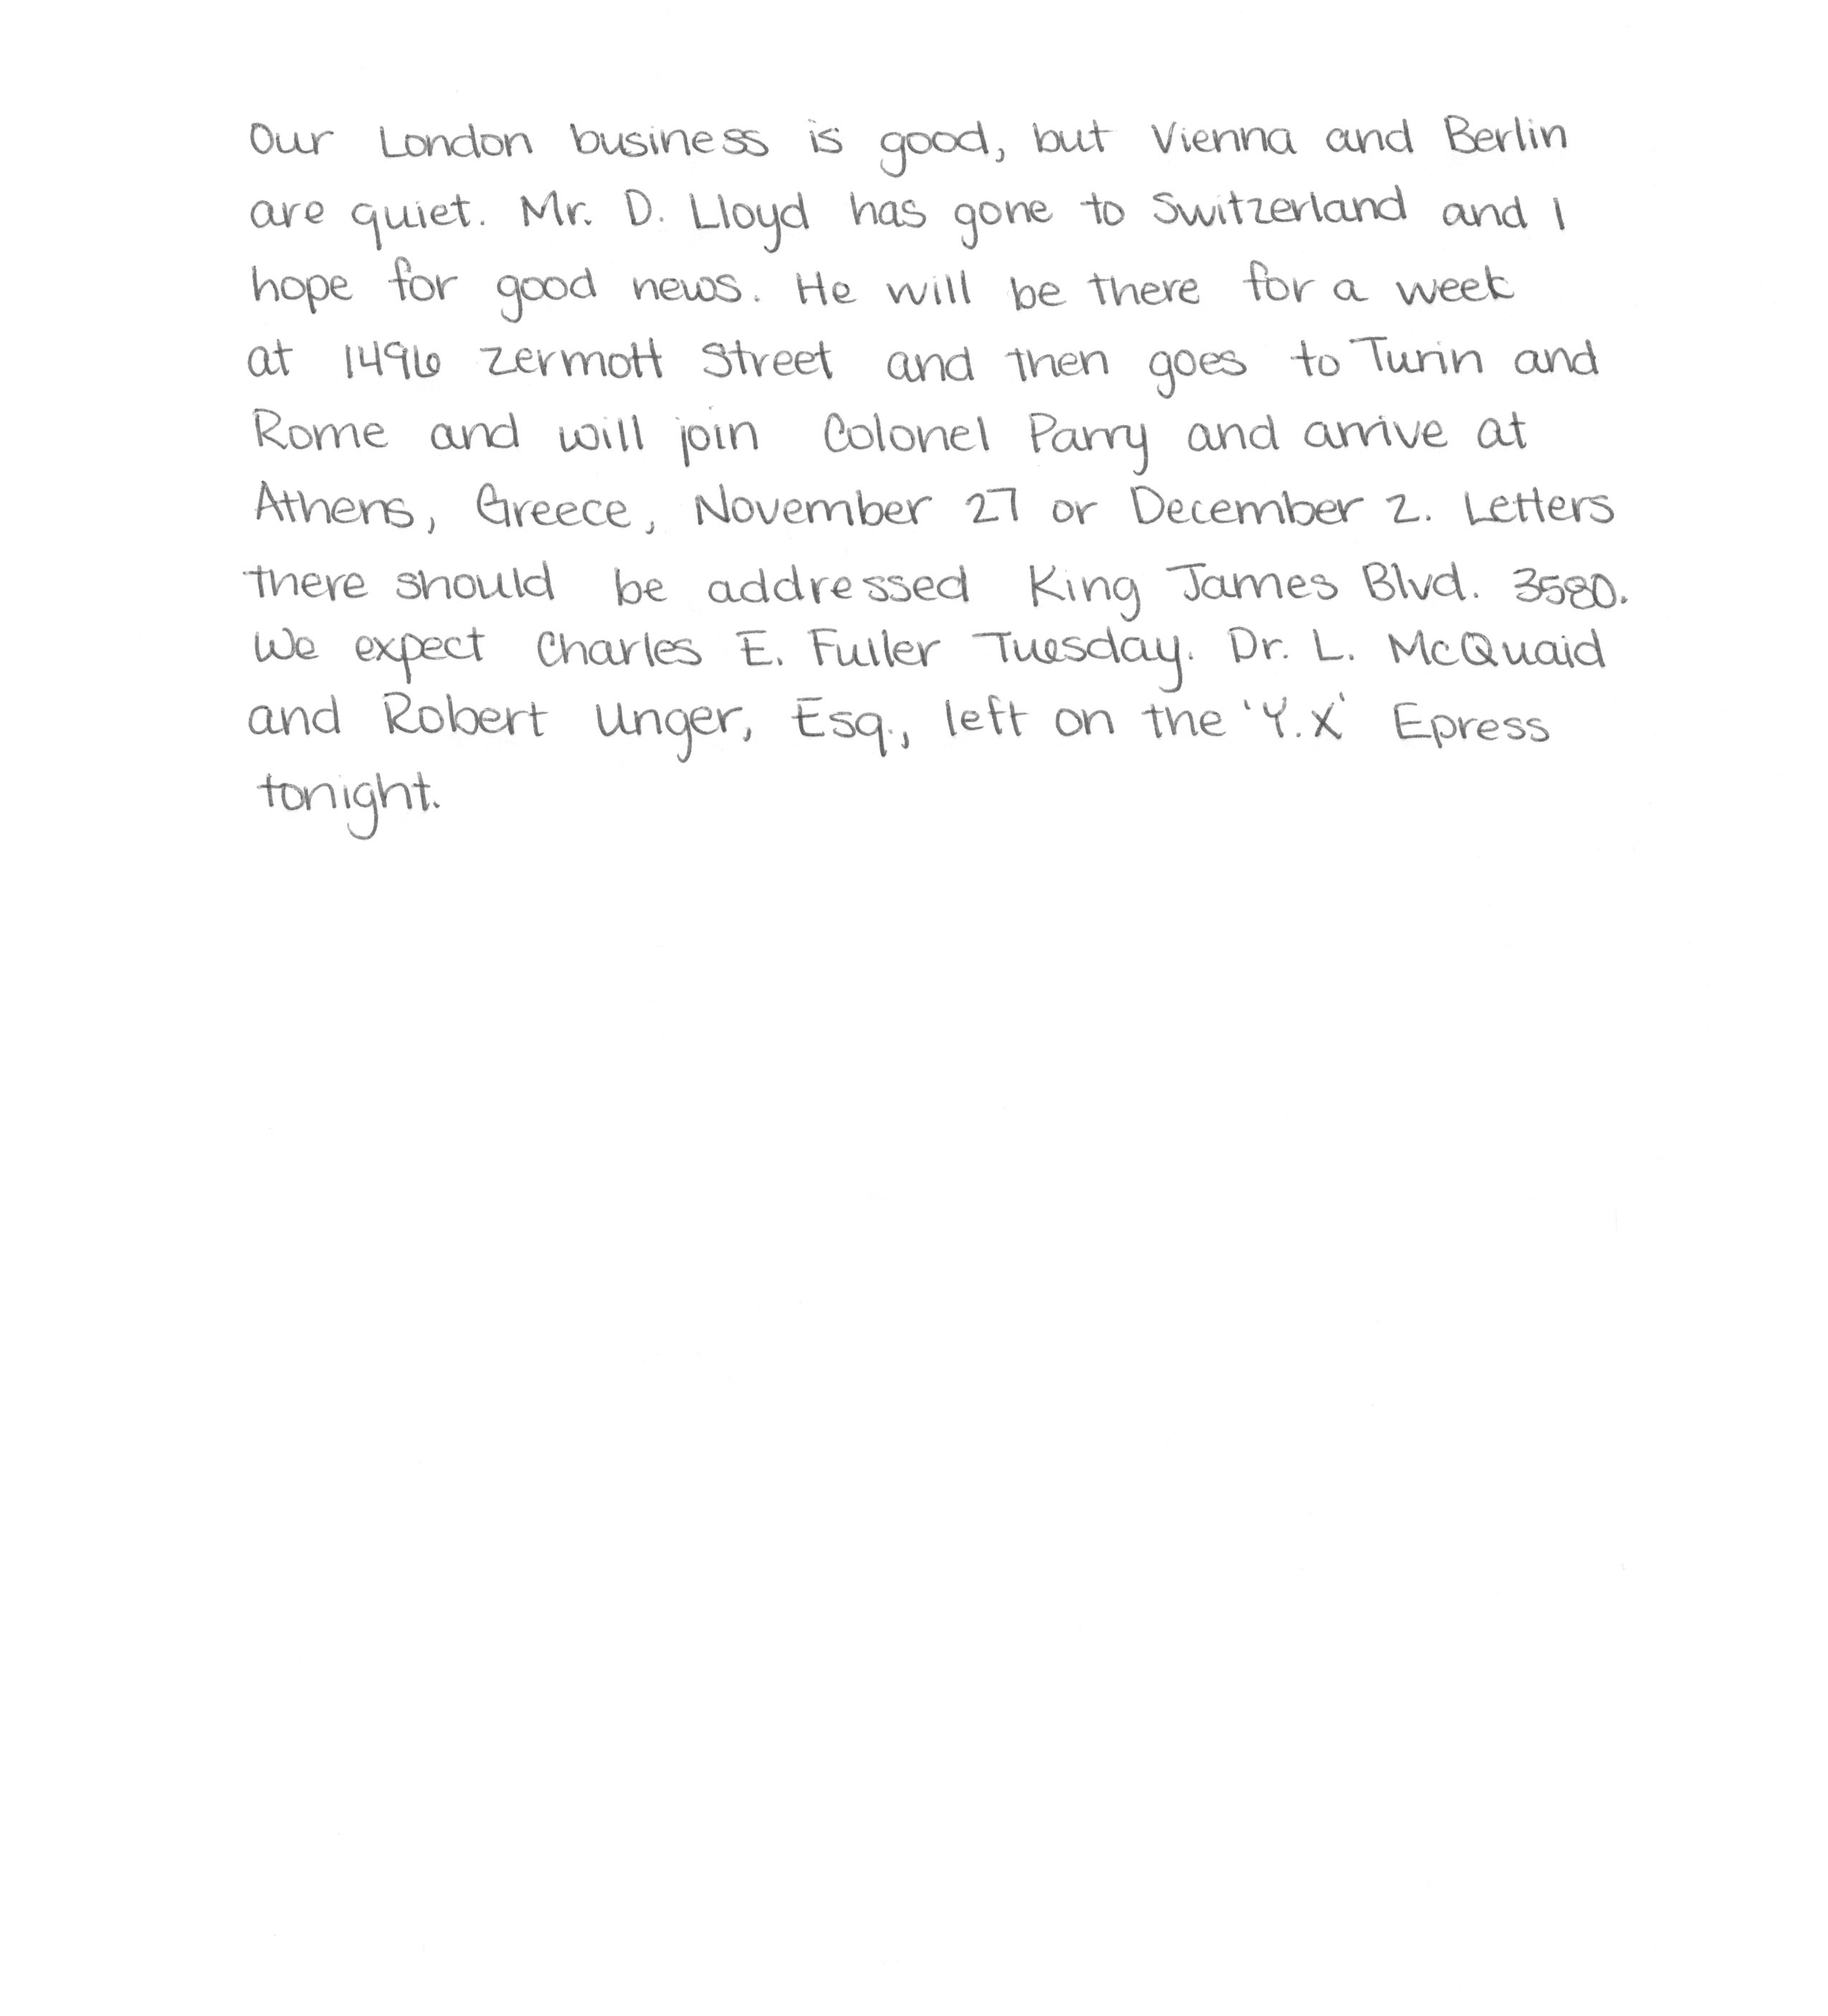 Our London business is good, but Vienna and Berlin
are quiet. Mr. D. Lloyd has gone to Switzerland and I
hope for good news. He will be there for a week
at 1496 Zermott Street and then goes to Turin and
Rome and will join Colonel Parry and arrive at
Athens, Greece, November 27 or December 2. Letters
there should be addressed King James Blvd. 3580.
We expect Charles E. Fuller Tuesday. Dr. L. McQuaid
and Robert Unger, Esq., left on the 'Y.X' Epress
tonight.